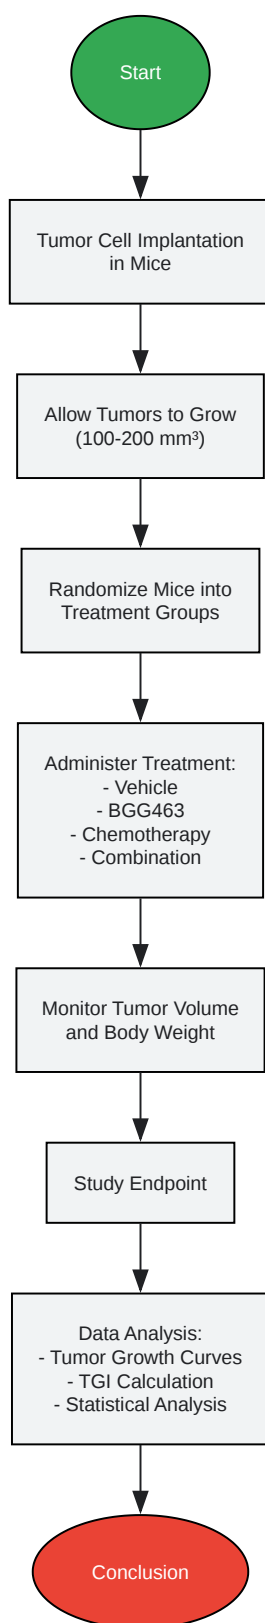 Start
Tumor Cell Implantation
in Mice
Allow Tumors to Grow
(100-200 mm³)
Randomize Mice into
Treatment Groups
Administer Treatment:
- Vehicle
- BGG463
- Chemotherapy
- Combination
Monitor Tumor Volume
and Body Weight
Study Endpoint
Data Analysis:
- Tumor Growth Curves
- TGI Calculation
- Statistical Analysis
Conclusion